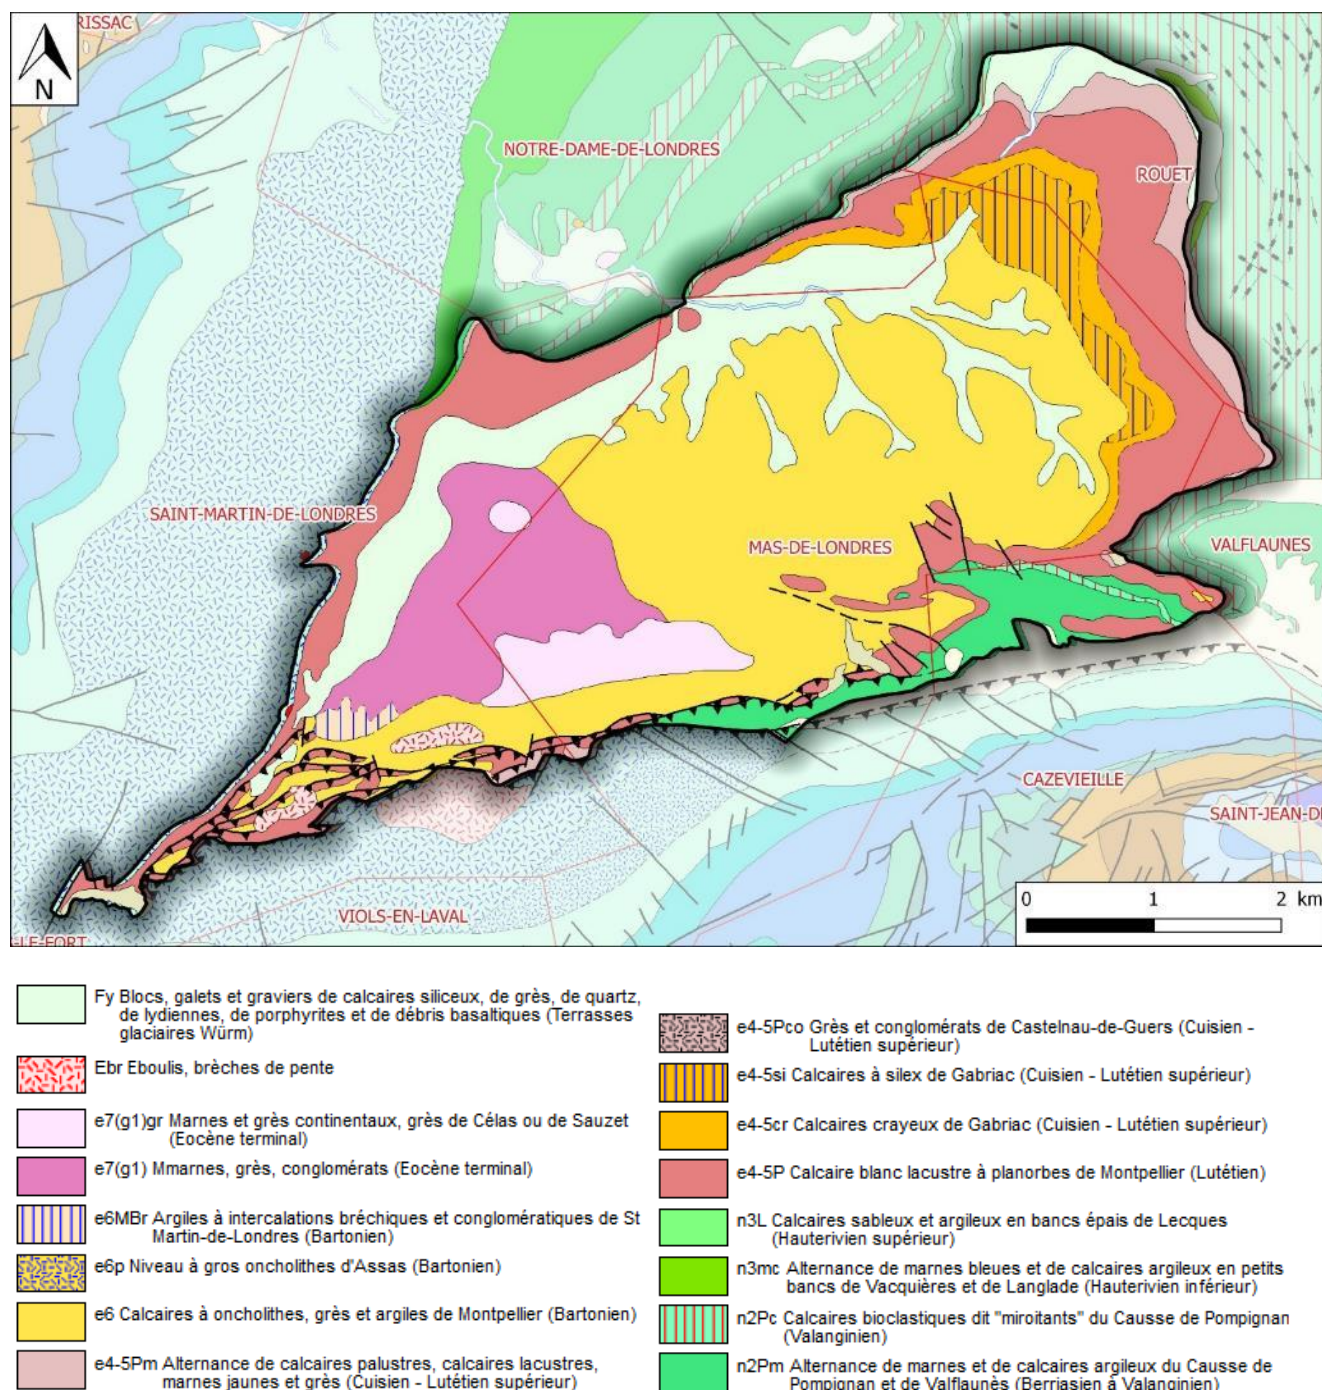 RISSAC
N
NOTRE-DAME-DE-LONDRES
ROUET
SAINT-MARTIN-DE-LONDRES
MAS-DE-LONDRES
VALFLAUNES
CAZEVIEILLE
SAINT-JEAN-D
VIOLS-EN-LAVAL
-LE-FORT
0 1 2 km
Fy Blocs, galets et graviers de calcaires siliceux, de grès, de quartz,
de lydiennes, de porphyrites et de débris basaltiques (Terrasses
glaciaires Würm)
Ebr Eboulis, brèches de pente
e7(g1)gr Marnes et grès continentaux, grès de Célas ou de Sauzet
(Eocène terminal)
e7(g1) Mmarnes, grès, conglomérats (Eocène terminal)
e6MBr Argiles à intercalations bréchiques et conglomératiques de St
Martin-de-Londres (Bartonien)
e6p Niveau à gros oncholithes d'Assas (Bartonien)
e6 Calcaires à oncholithes, grès et argiles de Montpellier (Bartonien)
e4-5Pm Alternance de calcaires palustres, calcaires lacustres,
marnes jaunes et grès (Cuisien - Lutétien supérieur)
e4-5Pco Grès et conglomérats de Castelnau-de-Guers (Cuisien -
Lutétien supérieur)
e4-5si Calcaires à silex de Gabriac (Cuisien - Lutétien supérieur)
e4-5cr Calcaires crayeux de Gabriac (Cuisien - Lutétien supérieur)
e4-5P Calcaire blanc lacustre à planorbes de Montpellier (Lutétien)
n3L Calcaires sableux et argileux en bancs épais de Lecques
(Hauterivien supérieur)
n3mc Alternance de marnes bleues et de calcaires argileux en petits
bancs de Vacquières et de Langlade (Hauterivien inférieur)
n2Pc Calcaires bioclastiques dit "miroitants" du Causse de Pompignan
(Valanginien)
n2Pm Alternance de marnes et de calcaires argileux du Causse de
Pompignan et de Valflaunès (Berriasien à Valanginien)